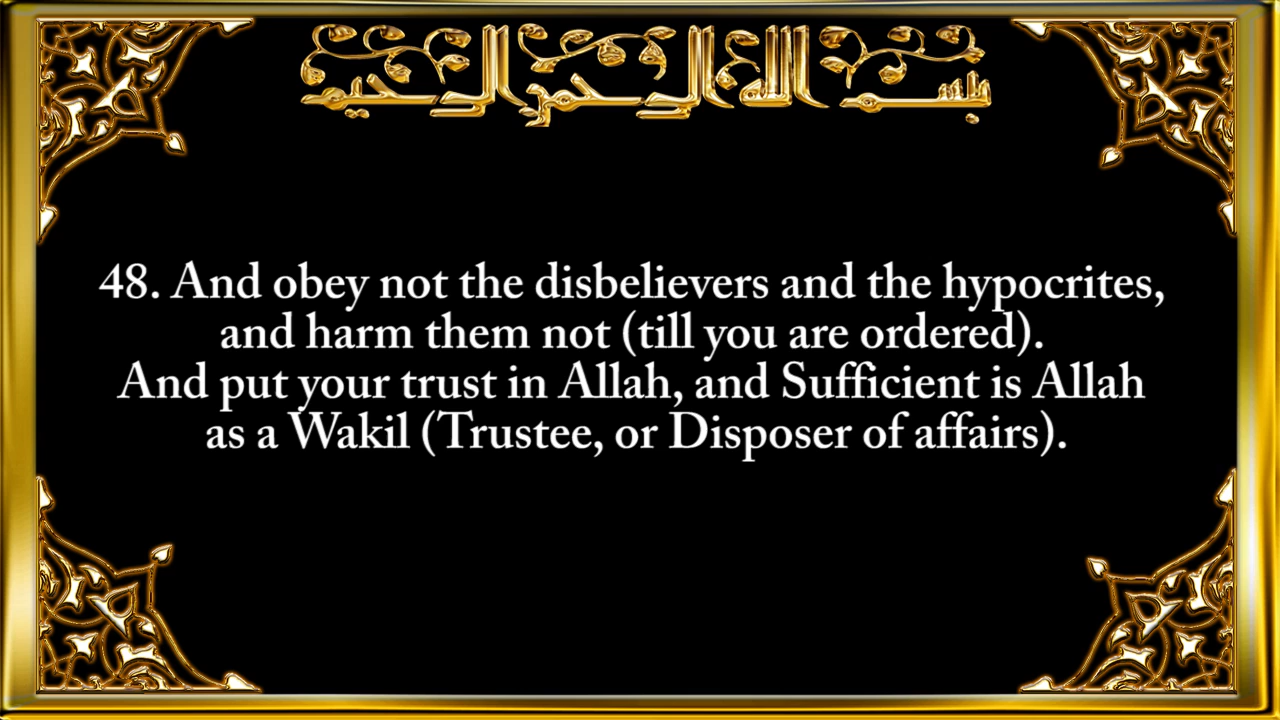 بسم الله الرحمن الرحيم
48. And obey not the disbelievers and the hypocrites,
and harm them not (till you are ordered).
And put your trust in Allah, and Sufficient is Allah
as a Wakil (Trustee, or Disposer of affairs).